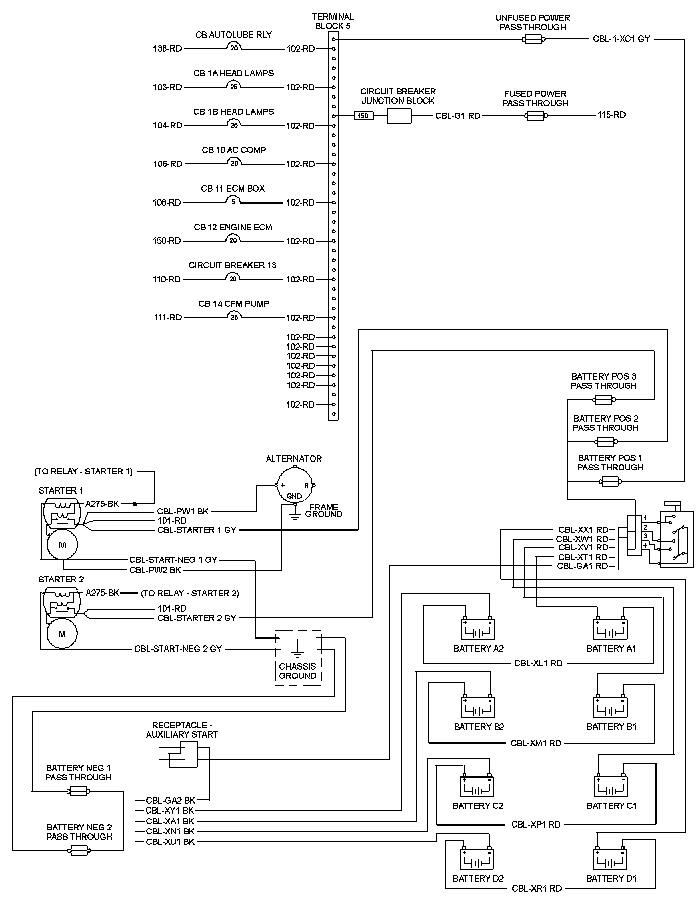 TERMINAL
BLOCK 5
UNFUSED POWER
PASS THROUGH
CBL-1-XC1 GY
CB AUTOLUBE RLY
138-RD
20
102-RD
CB 1A HEAD LAMPS
103-RD
25
102-RD
CIRCUIT BREAKER
JUNCTION BLOCK
150
CBL-G1 RD
FUSED POWER
PASS THROUGH
115-RD
CB 1B HEAD LAMPS
104-RD
25
102-RD
CB 10 AC COMP
20
102-RD
CB 11 ECM BOX
5
102-RD
CB 12 ENGINE ECM
150-RD
20
102-RD
CIRCUIT BREAKER 13
110-RD
20
102-RD
CB 14 CFM PUMP
111-RD
25
102-RD
102-RD
102-RD
102-RD
102-RD
102-RD
102-RD
102-RD
BATTERY POS 3
PASS THROUGH
BATTERY POS 2
PASS THROUGH
BATTERY POS 1
PASS THROUGH
ALTERNATOR
+
R
GND
FRAME
GROUND
(TO RELAY - STARTER 1)
STARTER 1
A275-BK
CBL-PW1 BK
101-RD
CBL-STARTER 1 GY
M
CBL-START-NEG 1 GY
CBL-PW2 BK
STARTER 2
A275-BK
(TO RELAY - STARTER 2)
101-RD
CBL-STARTER 2 GY
M
CBL-START-NEG 2 GY
CHASSIS
GROUND
1
2
3
4
CBL-XX1 RD
CBL-XW1 RD
CBL-XV1 RD
CBL-XT1 RD
CBL-GA1 RD
BATTERY A2
BATTERY A1
CBL-XL1 RD
BATTERY B2
BATTERY B1
CBL-XM1 RD
BATTERY C2
BATTERY C1
CBL-XP1 RD
BATTERY D2
BATTERY D1
CBL-XR1 RD
RECEPTACLE -
AUXILIARY START
BATTERY NEG 1
PASS THROUGH
BATTERY NEG 2
PASS THROUGH
CBL-GA2 BK
CBL-XY1 BK
CBL-XA1 BK
CBL-XN1 BK
CBL-XU1 BK